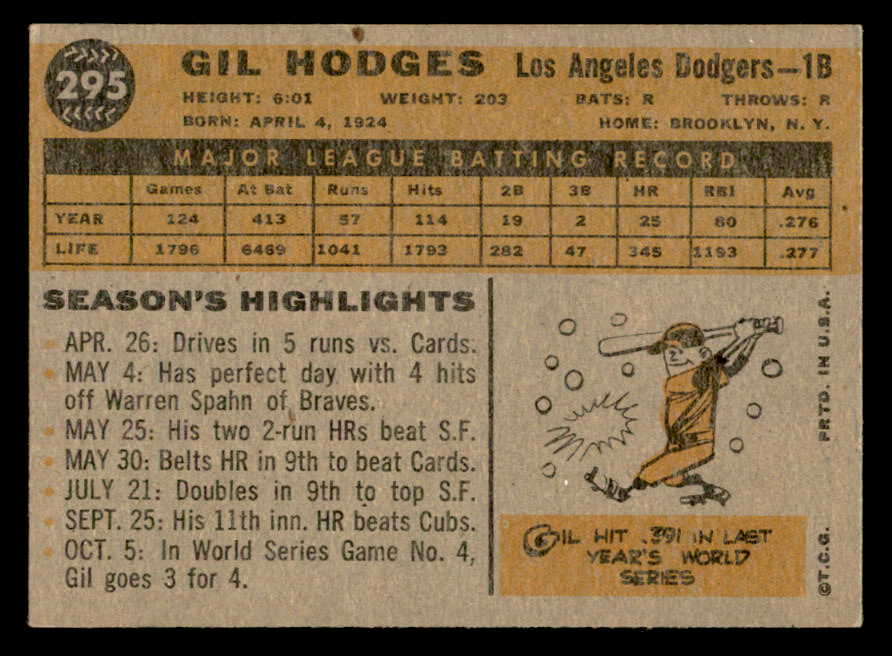 295
GIL HODGES Los Angeles Dodgers—1B
HEIGHT: 6:01 WEIGHT: 203 BATS: R THROWS: R
BORN: APRIL 4, 1924 HOME: BROOKLYN, N. Y.
MAJOR LEAGUE BATTING RECORD
Games At Bat Runs Hits 2B 3B HR RBI Avg
YEAR 124 413 57 114 19 2 25 80 .276
LIFE 1796 6469 1041 1793 282 47 345 1193 .277
SEASON'S HIGHLIGHTS
APR. 26: Drives in 5 runs vs. Cards.
MAY 4: Has perfect day with 4 hits
off Warren Spahn of Braves.
MAY 25: His two 2-run HRs beat S.F.
MAY 30: Belts HR in 9th to beat Cards.
JULY 21: Doubles in 9th to top S.F.
SEPT. 25: His 11th inn. HR beats Cubs.
OCT. 5: In World Series Game No. 4,
Gil goes 3 for 4.
GIL HIT .391 IN LAST
YEAR'S WORLD
SERIES
©T.C.G. PRTD. IN U.S.A.